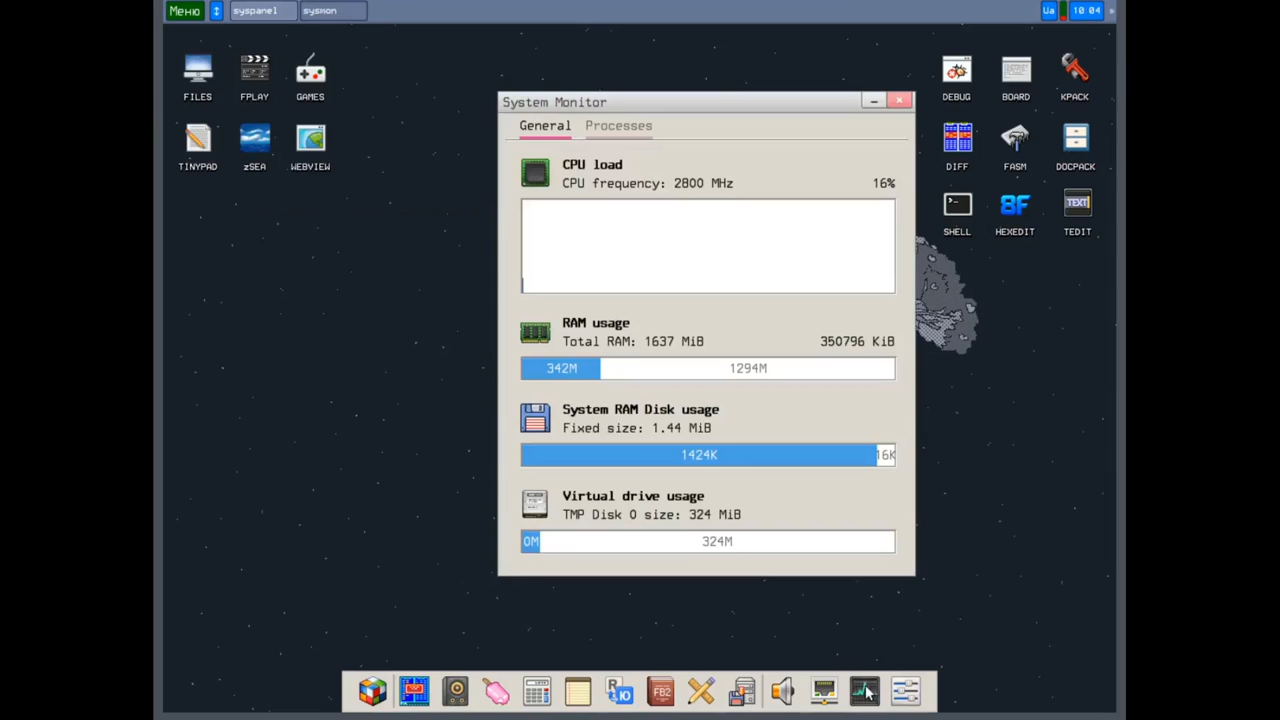 Меню syspanel sysmon Ua 10 04 »
FILES FPLAY GAMES
TINYPAD zSEA WEBVIEW
DEBUG BOARD KPACK
DIFF FASM DOCPACK
SHELL HEXEDIT TEDIT
TEXT
8F
System Monitor
General Processes
CPU load
CPU frequency: 2800 MHz 16%
RAM usage
Total RAM: 1637 MiB 350796 KiB
342M 1294M
System RAM Disk usage
Fixed size: 1.44 MiB
1424K 16K
Virtual drive usage
TMP Disk 0 size: 324 MiB
0M 324M
R Ю FB2